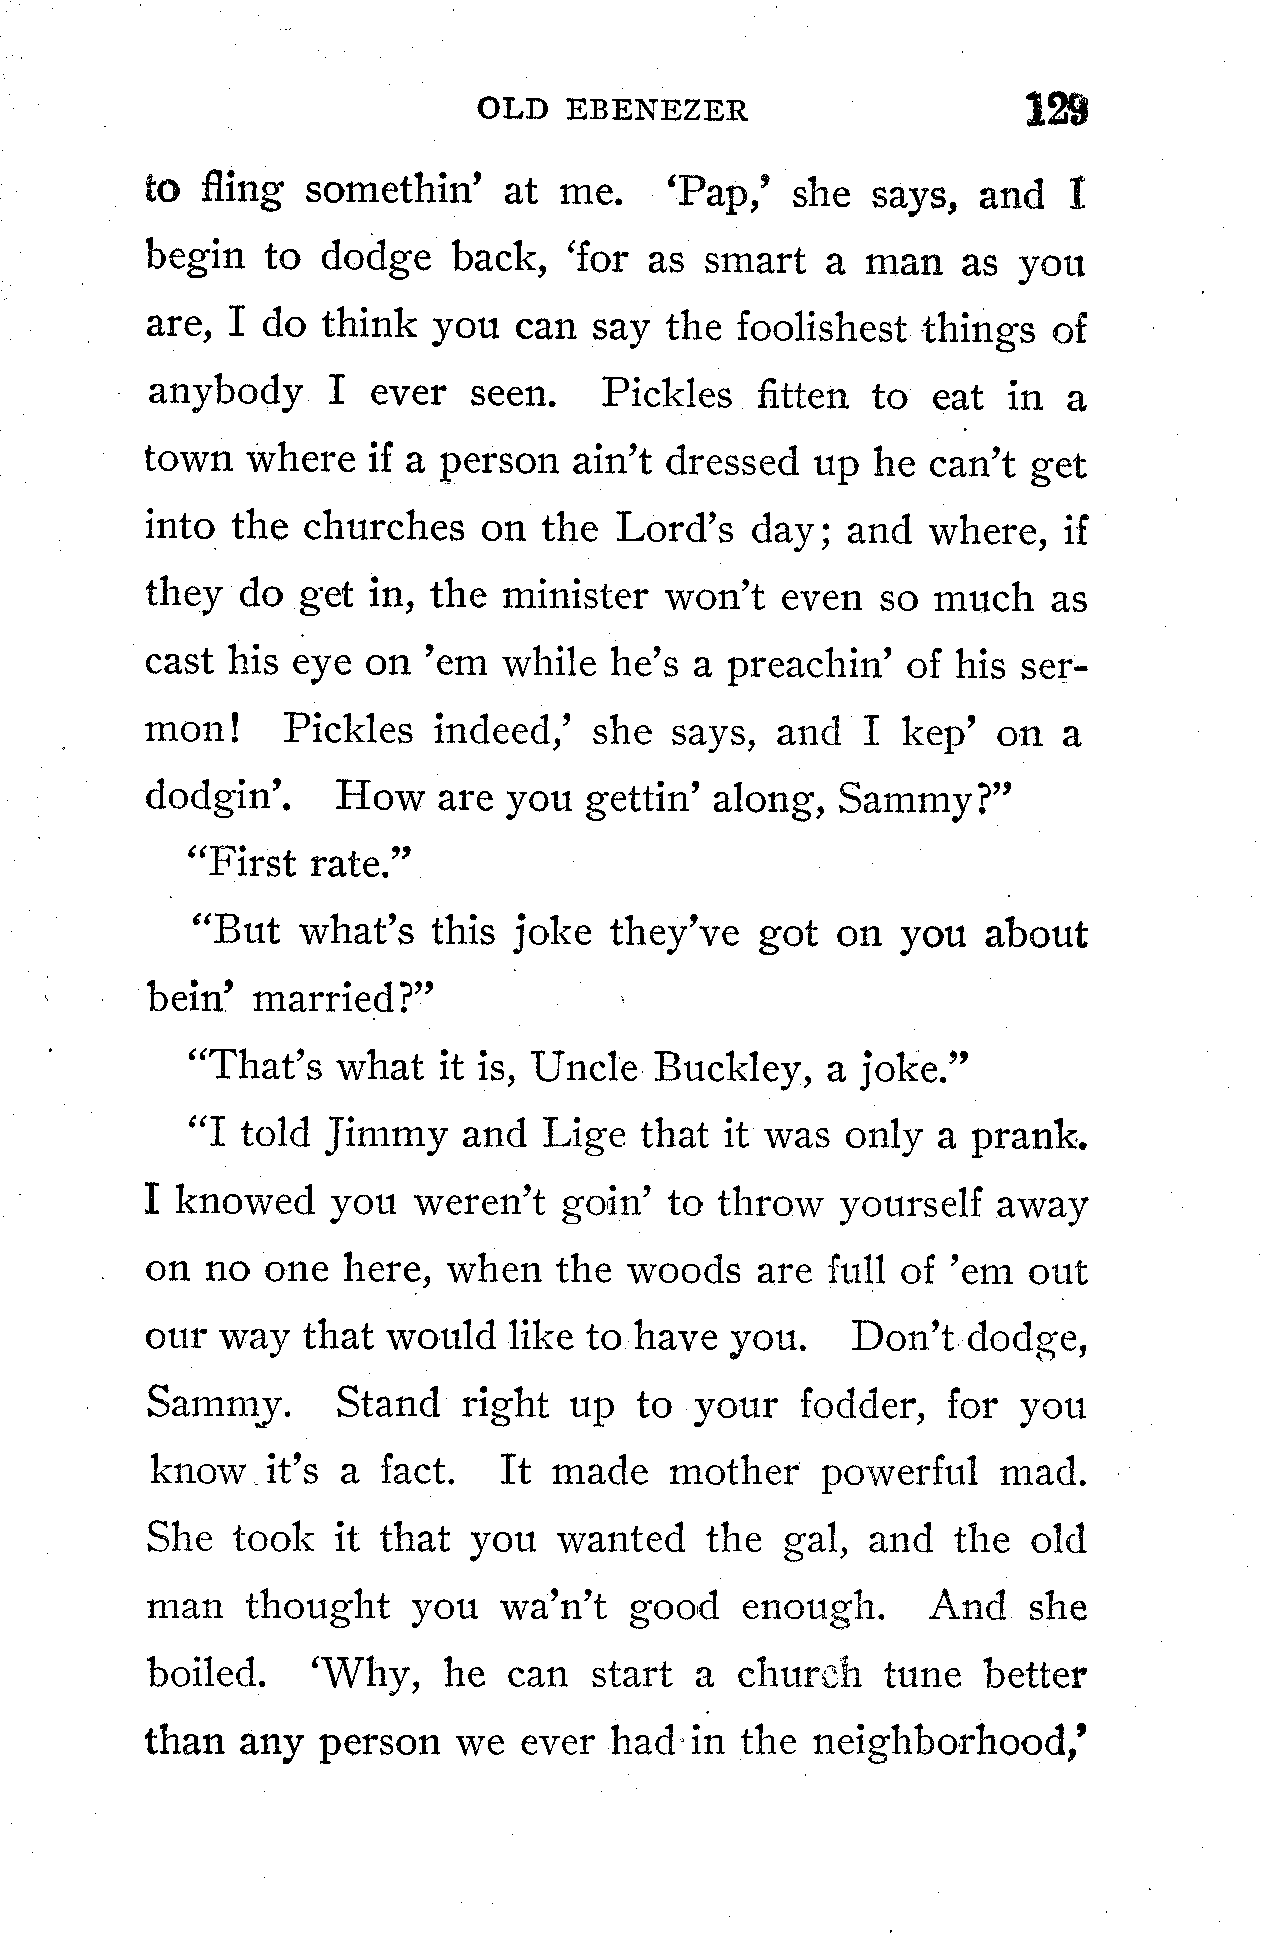 OLD EBENEZER 129
to fling somethin’ at me. ‘Pap,’ she says, and I
begin to dodge back, ‘for as smart a man as you
are, I do think you can say the foolishest things of
anybody I ever seen. Pickles fitten to eat in a
town where if a person ain’t dressed up he can’t get
into the churches on the Lord’s day; and where, if
they do get in, the minister won’t even so much as
cast his eye on ’em while he’s a preachin’ of his ser-
mon! Pickles indeed,’ she says, and I kep’ on a
dodgin’. How are you gettin’ along, Sammy?”
“First rate.”
“But what’s this joke they’ve got on you about
bein’ married?”
“That’s what it is, Uncle Buckley, a joke.”
“I told Jimmy and Lige that it was only a prank.
I knowed you weren’t goin’ to throw yourself away
on no one here, when the woods are full of ’em out
our way that would like to have you. Don’t dodge,
Sammy. Stand right up to your fodder, for you
know it’s a fact. It made mother powerful mad.
She took it that you wanted the gal, and the old
man thought you wa’n’t good enough. And she
boiled. ‘Why, he can start a church tune better
than any person we ever had in the neighborhood,’